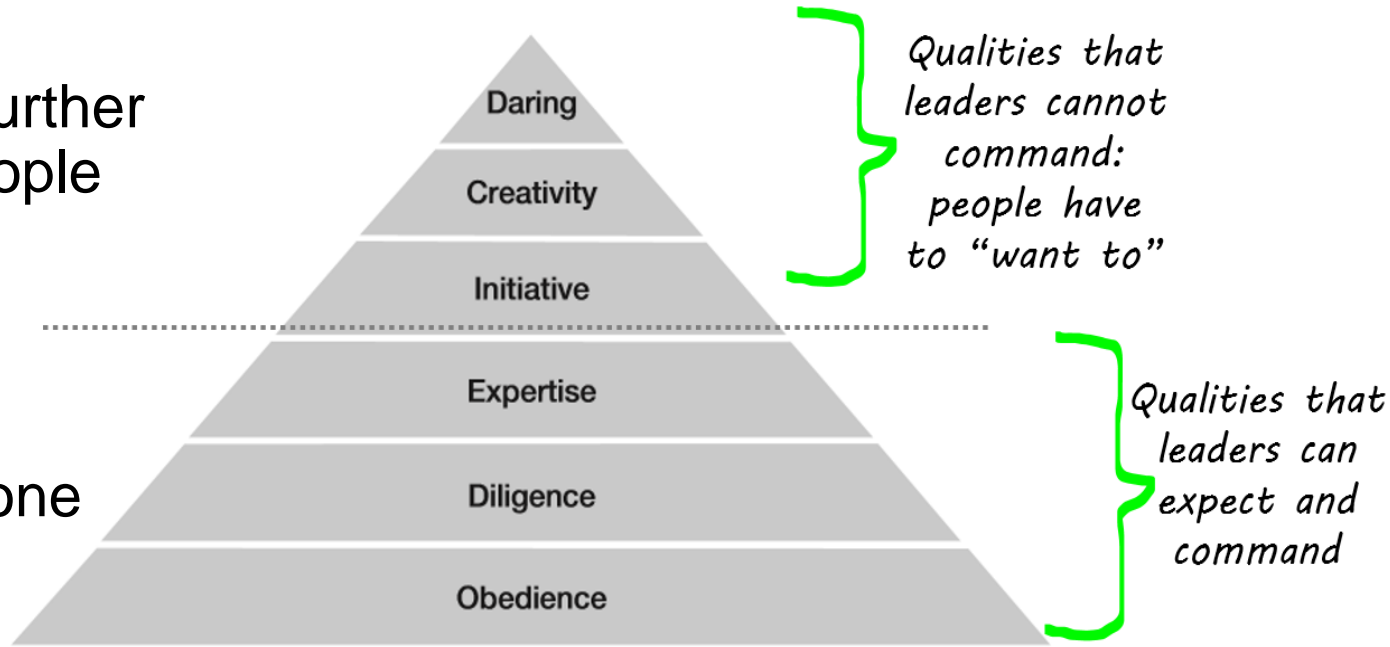 urther
ople
one
Daring
Creativity
Initiative
Expertise
Diligence
Obedience
Qualities that
leaders cannot
command:
people have
to “want to”
Qualities that
leaders can
expect and
command